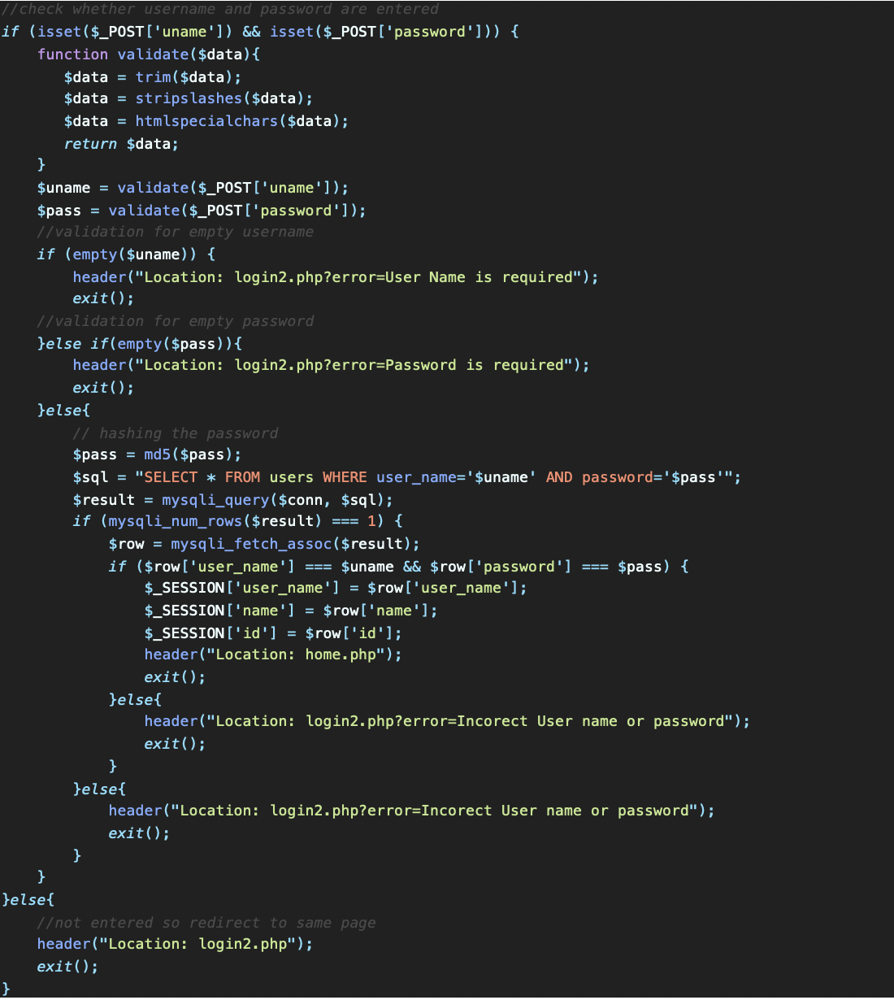 //check whether username and password are entered
if (isset($_POST['uname']) && isset($_POST['password'])) {
    function validate($data){
       $data = trim($data);
       $data = stripslashes($data);
       $data = htmlspecialchars($data);
       return $data;
    }
    $uname = validate($_POST['uname']);
    $pass = validate($_POST['password']);
    //validation for empty username
    if (empty($uname)) {
        header("Location: login2.php?error=User Name is required");
        exit();
    //validation for empty password
    }else if(empty($pass)){
        header("Location: login2.php?error=Password is required");
        exit();
    }else{
        // hashing the password
        $pass = md5($pass);
        $sql = "SELECT * FROM users WHERE user_name='$uname' AND password='$pass'";
        $result = mysqli_query($conn, $sql);
        if (mysqli_num_rows($result) === 1) {
            $row = mysqli_fetch_assoc($result);
            if ($row['user_name'] === $uname && $row['password'] === $pass) {
                $_SESSION['user_name'] = $row['user_name'];
                $_SESSION['name'] = $row['name'];
                $_SESSION['id'] = $row['id'];
                header("Location: home.php");
                exit();
            }else{
                header("Location: login2.php?error=Incorect User name or password");
                exit();
            }
        }else{
            header("Location: login2.php?error=Incorect User name or password");
            exit();
        }
    }
}else{
    //not entered so redirect to same page
    header("Location: login2.php");
    exit();
}